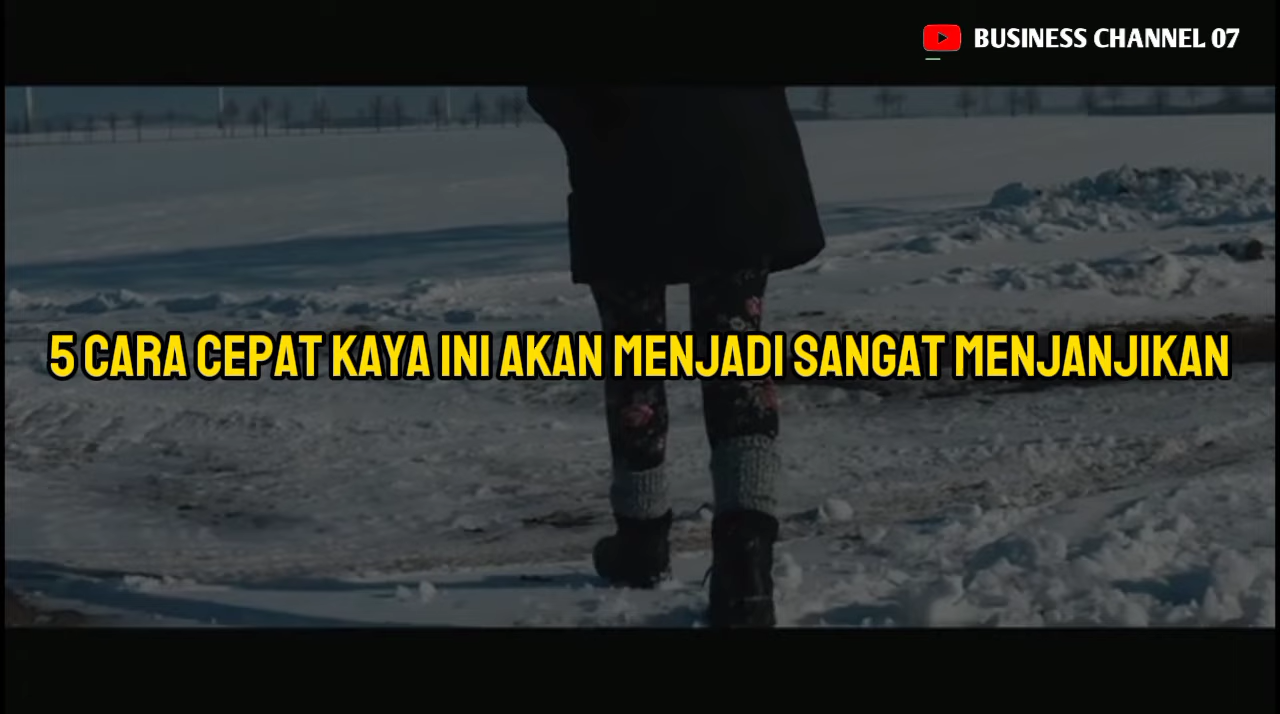 BUSINESS CHANNEL 07
5 CARA CEPAT KAYA INI AKAN MENJADI SANGAT MENJANJIKAN